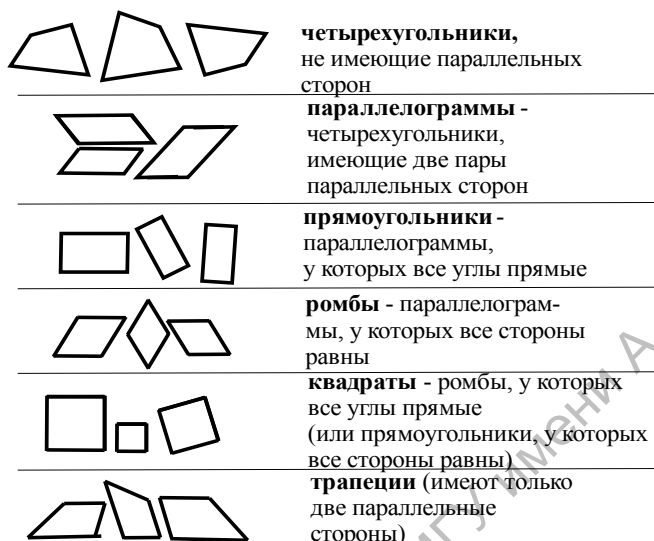 четырехугольники,
не имеющие параллельных
сторон
параллелограммы -
четырехугольники,
имеющие две пары
параллельных сторон
прямоугольники -
параллелограммы,
у которых все углы прямые
ромбы - параллелограм-
мы, у которых все стороны
равны
квадраты - ромбы, у которых
все углы прямые
(или прямоугольники, у которых
все стороны равны)
трапеции (имеют только
две параллельные
стороны)
МГУ имени А